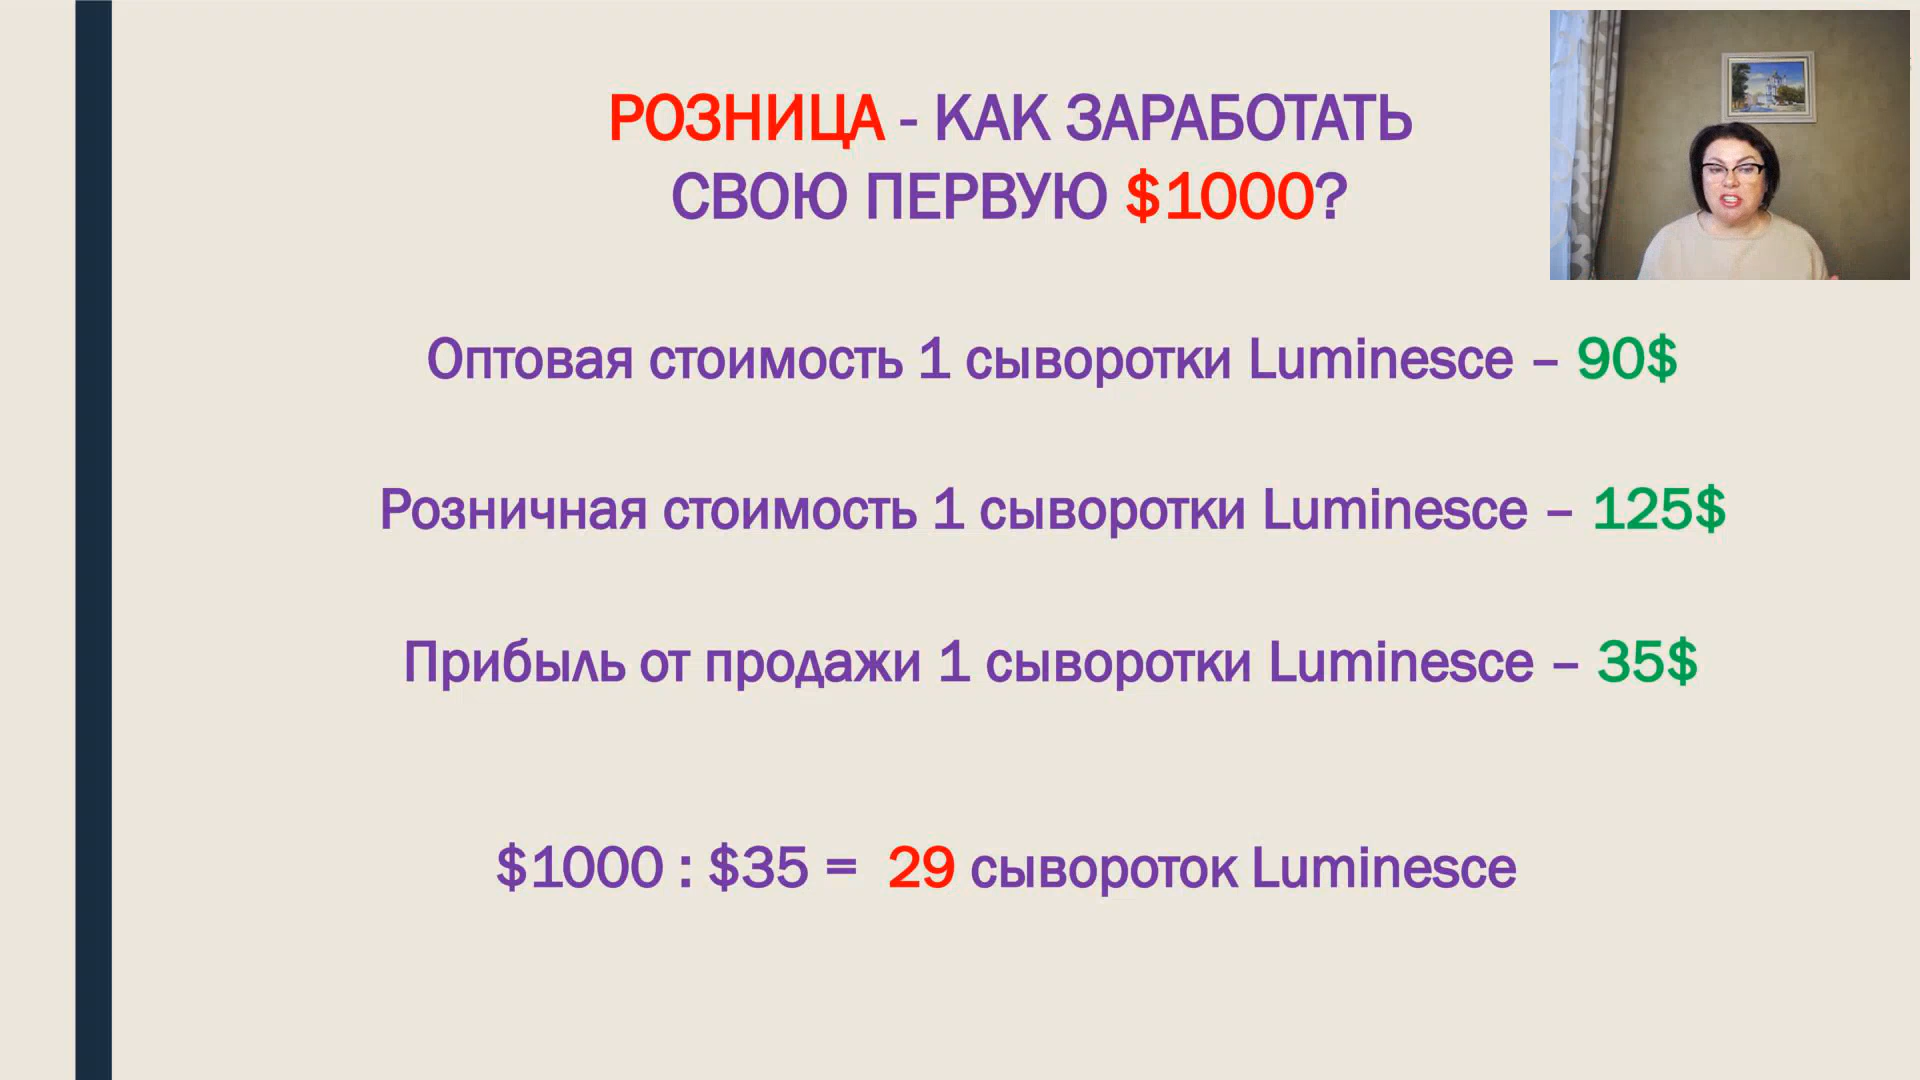 РОЗНИЦА - КАК ЗАРАБОТАТЬ
СВОЮ ПЕРВУЮ $1000?
Оптовая стоимость 1 сыворотки Luminesce – 90$
Розничная стоимость 1 сыворотки Luminesce – 125$
Прибыль от продажи 1 сыворотки Luminesce – 35$
$1000 : $35 = 29 сывороток Luminesce